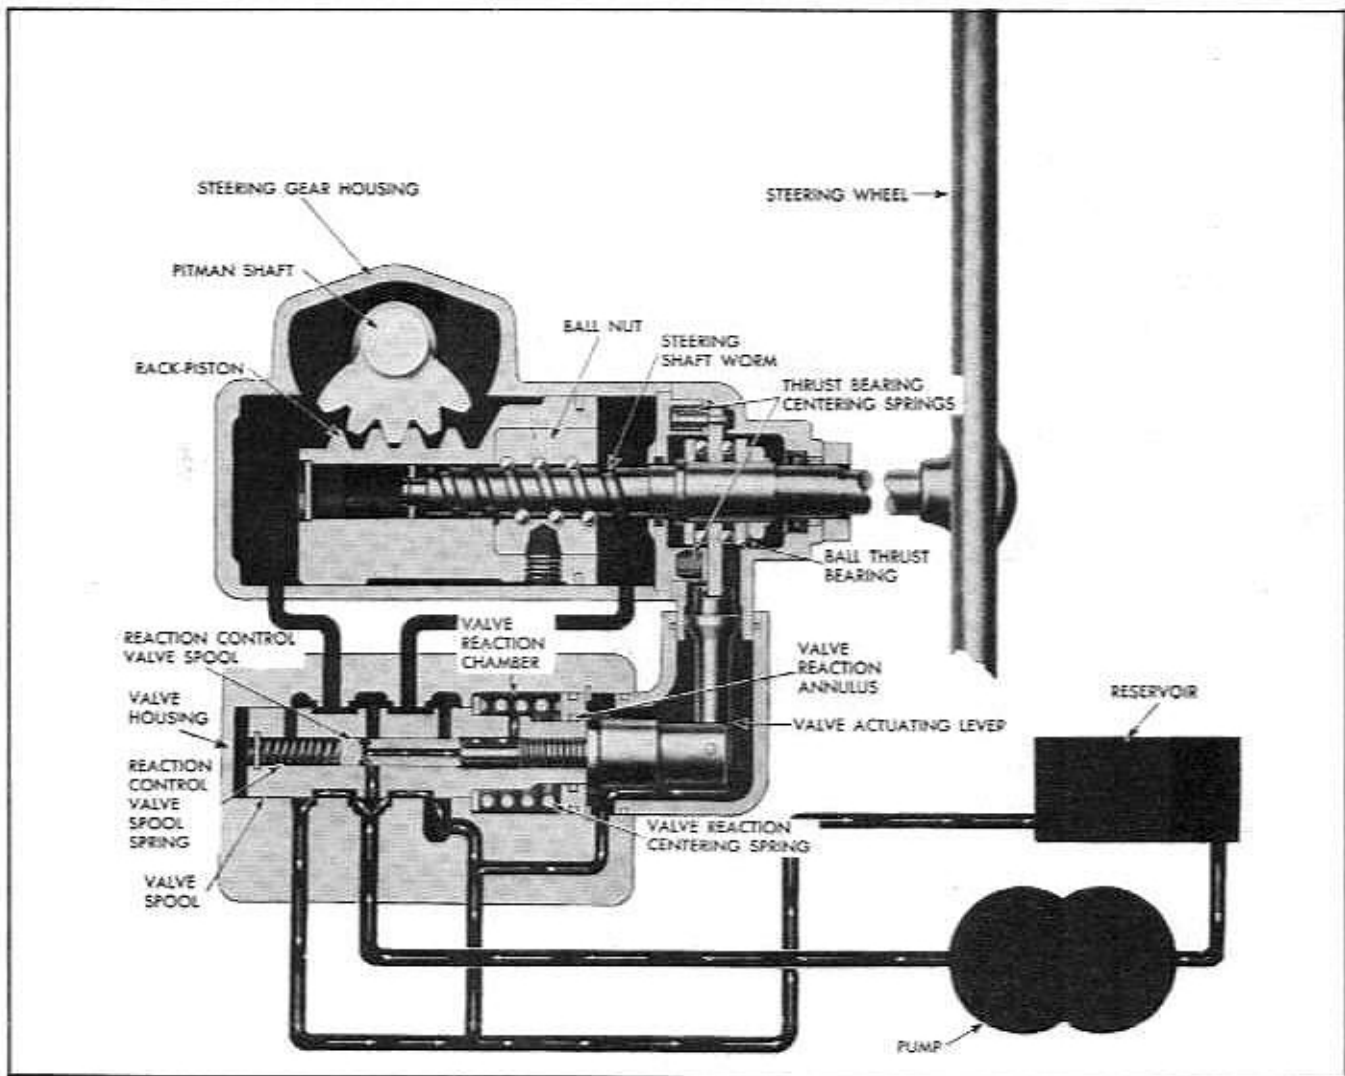 STEERING GEAR HOUSING
STEERING WHEEL
PITMAN SHAFT
BALL NUT
STEERING
SHAFT WORM
RACK-PISTON
THRUST BEARING
CENTERING SPRINGS
BALL THRUST
BEARING
REACTION CONTROL
VALVE SPOOL
VALVE
REACTION
CHAMBER
VALVE
REACTION
ANNULUS
RESERVOIR
VALVE
HOUSING
VALVE ACTUATING LEVER
REACTION
CONTROL
VALVE
SPOOL
SPRING
VALVE REACTION
CENTERING SPRING
VALVE
SPOOL
PUMP